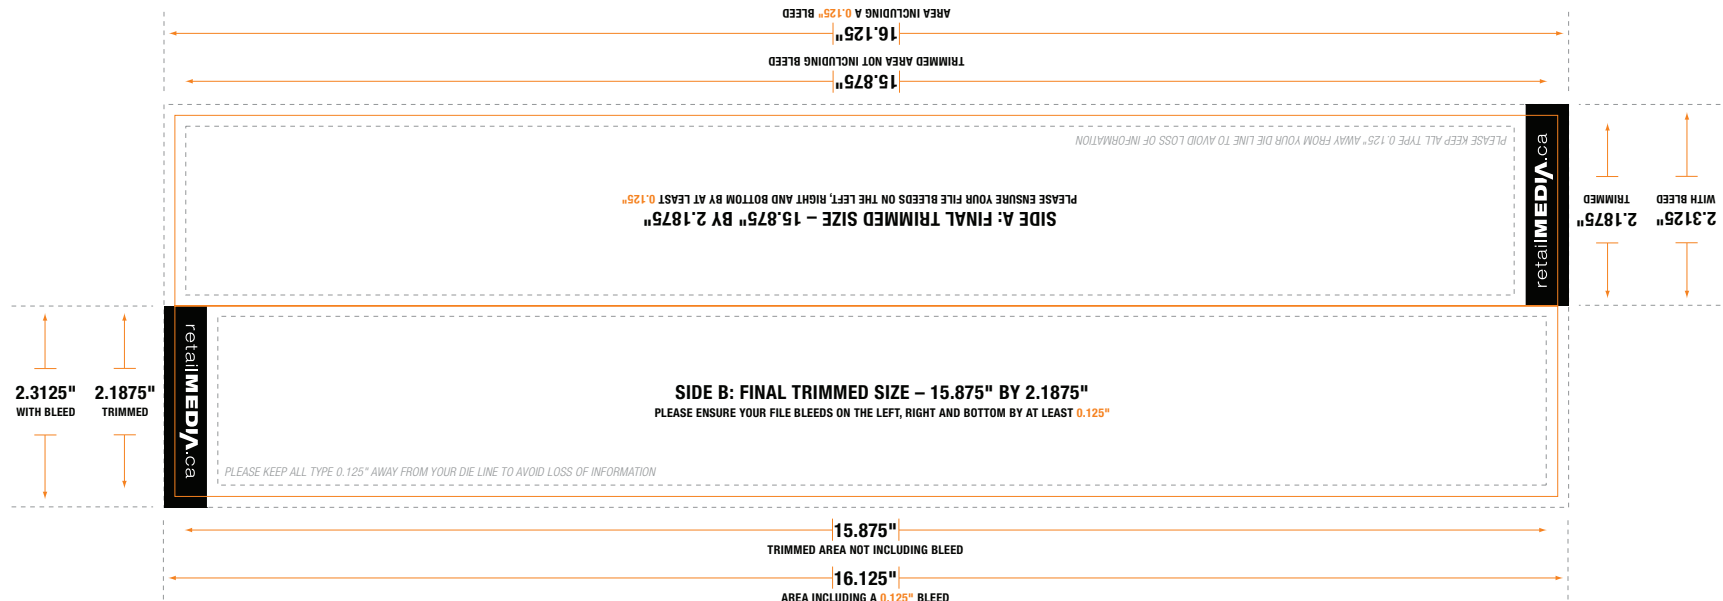 AREA INCLUDING A 0.125" BLEED
16.125"
TRIMMED AREA NOT INCLUDING BLEED
15.875"
PLEASE KEEP ALL TYPE 0.125" AWAY FROM YOUR DIE LINE TO AVOID LOSS OF INFORMATION
PLEASE ENSURE YOUR FILE BLEEDS ON THE LEFT, RIGHT AND BOTTOM BY AT LEAST 0.125"
SIDE A: FINAL TRIMMED SIZE – 15.875" BY 2.1875"
retailMEDIA.ca
2.1875"
TRIMMED
2.3125"
WITH BLEED
2.3125"
WITH BLEED
2.1875"
TRIMMED
retailMEDIA.ca
SIDE B: FINAL TRIMMED SIZE – 15.875" BY 2.1875"
PLEASE ENSURE YOUR FILE BLEEDS ON THE LEFT, RIGHT AND BOTTOM BY AT LEAST 0.125"
PLEASE KEEP ALL TYPE 0.125" AWAY FROM YOUR DIE LINE TO AVOID LOSS OF INFORMATION
15.875"
TRIMMED AREA NOT INCLUDING BLEED
16.125"
AREA INCLUDING A 0.125" BLEED